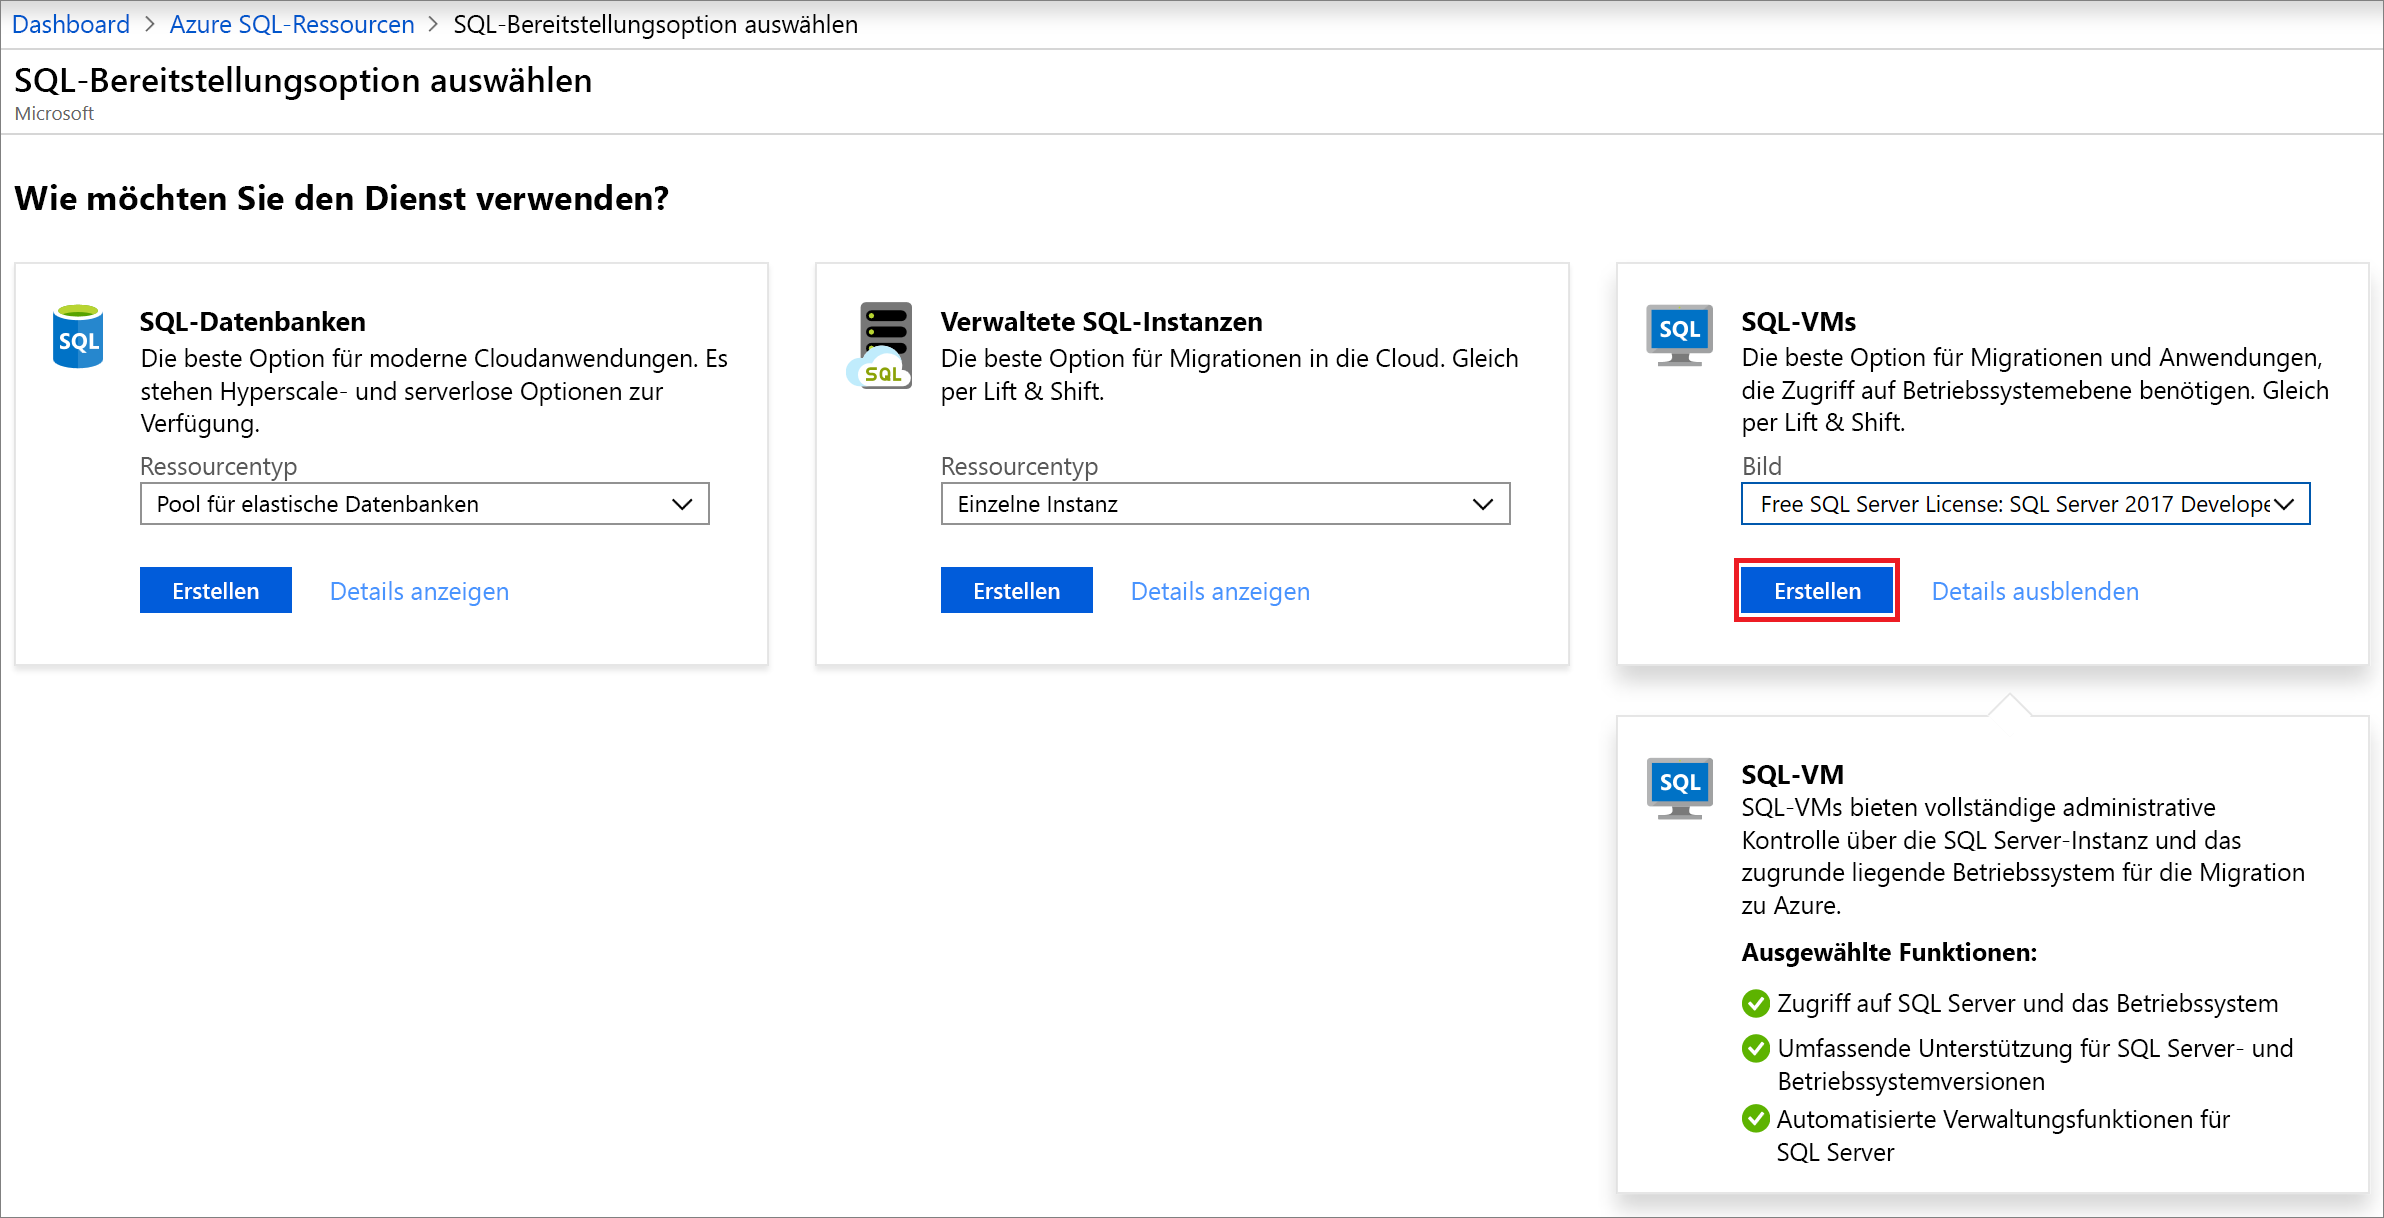 Dashboard > Azure SQL-Ressourcen > SQL-Bereitstellungsoption auswählen
SQL-Bereitstellungsoption auswählen
Microsoft
Wie möchten Sie den Dienst verwenden?
SQL
SQL-Datenbanken
Die beste Option für moderne Cloudanwendungen. Es
stehen Hyperscale- und serverlose Optionen zur
Verfügung.
Ressourcentyp
Pool für elastische Datenbanken
Erstellen
Details anzeigen
SQL
Verwaltete SQL-Instanzen
Die beste Option für Migrationen in die Cloud. Gleich
per Lift & Shift.
Ressourcentyp
Einzelne Instanz
Erstellen
Details anzeigen
SQL
SQL-VMs
Die beste Option für Migrationen und Anwendungen,
die Zugriff auf Betriebssystemebene benötigen. Gleich
per Lift & Shift.
Bild
Free SQL Server License: SQL Server 2017 Develope
Erstellen
Details ausblenden
SQL
SQL-VM
SQL-VMs bieten vollständige administrative
Kontrolle über die SQL Server-Instanz und das
zugrunde liegende Betriebssystem für die Migration
zu Azure.
Ausgewählte Funktionen:
Zugriff auf SQL Server und das Betriebssystem
Umfassende Unterstützung für SQL Server- und
Betriebssystemversionen
Automatisierte Verwaltungsfunktionen für
SQL Server